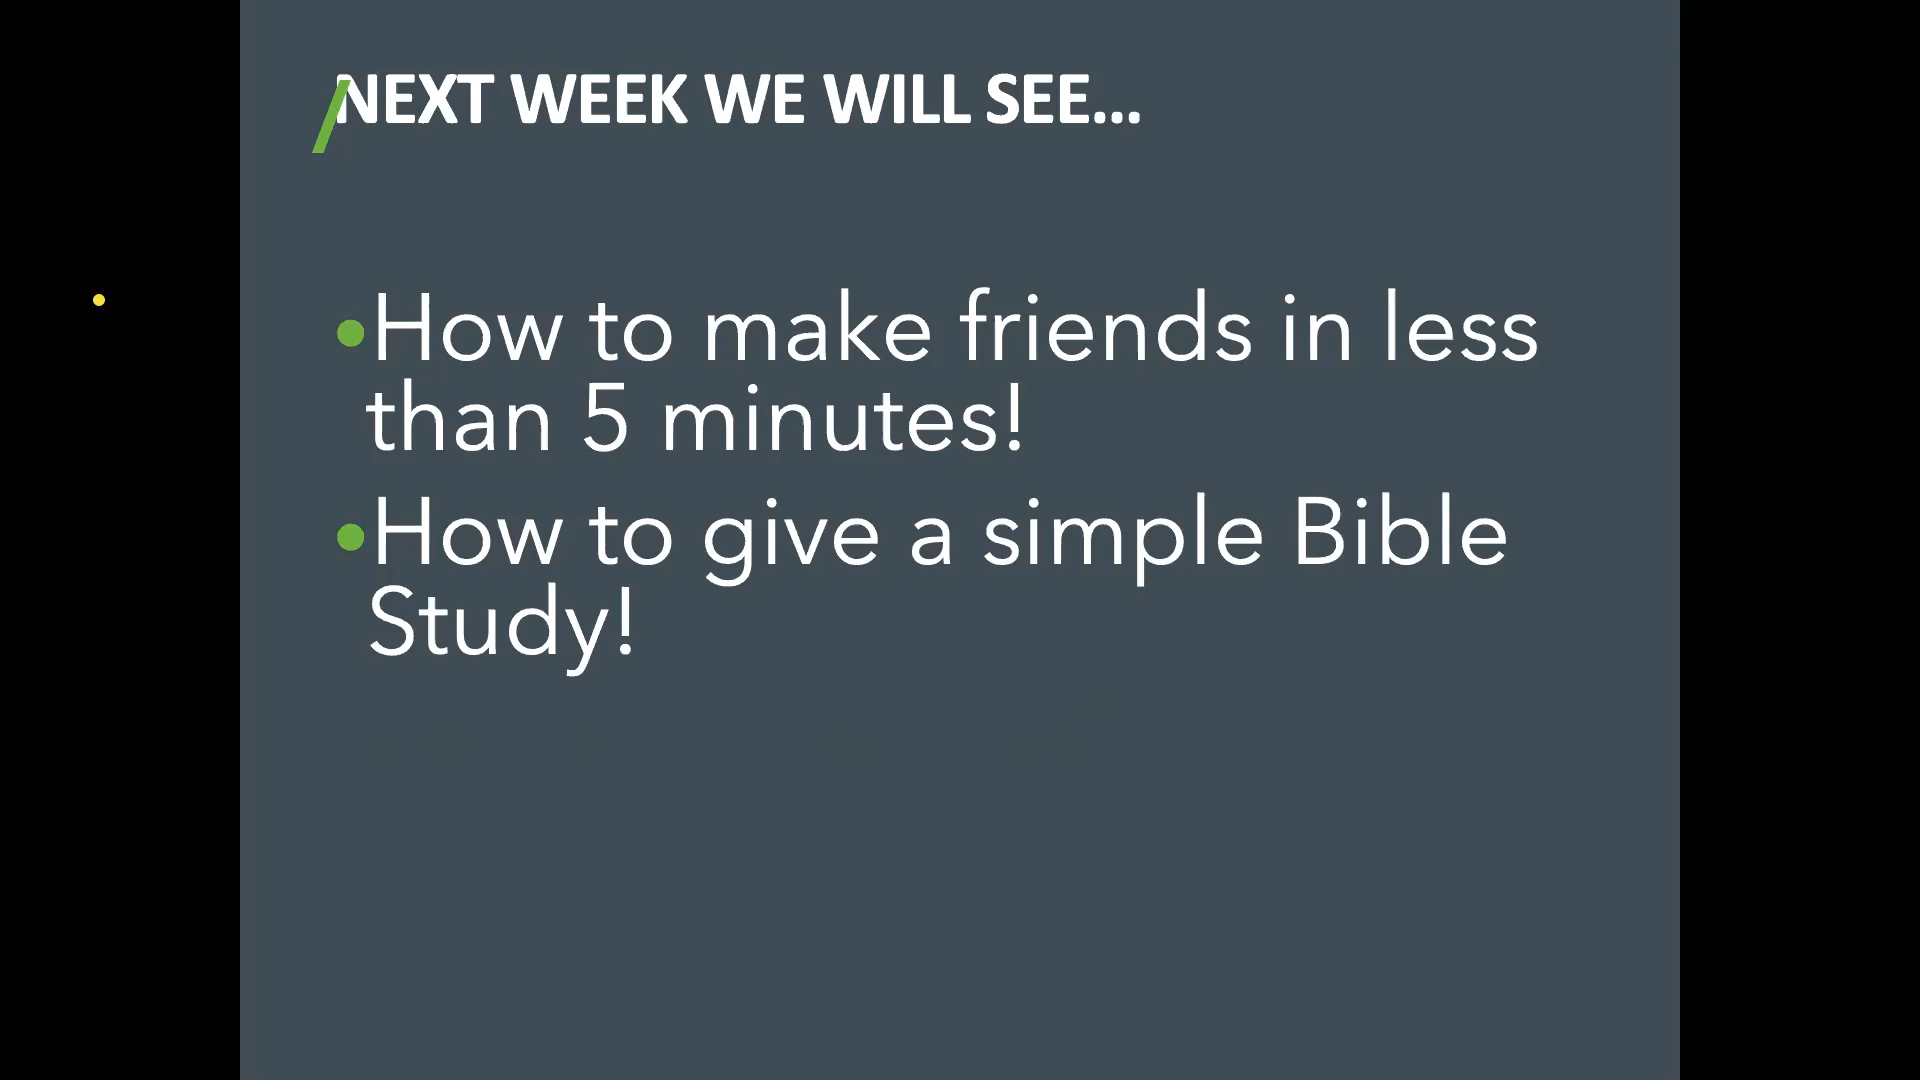 NEXT WEEK WE WILL SEE...
•How to make friends in less
than 5 minutes!
•How to give a simple Bible
Study!